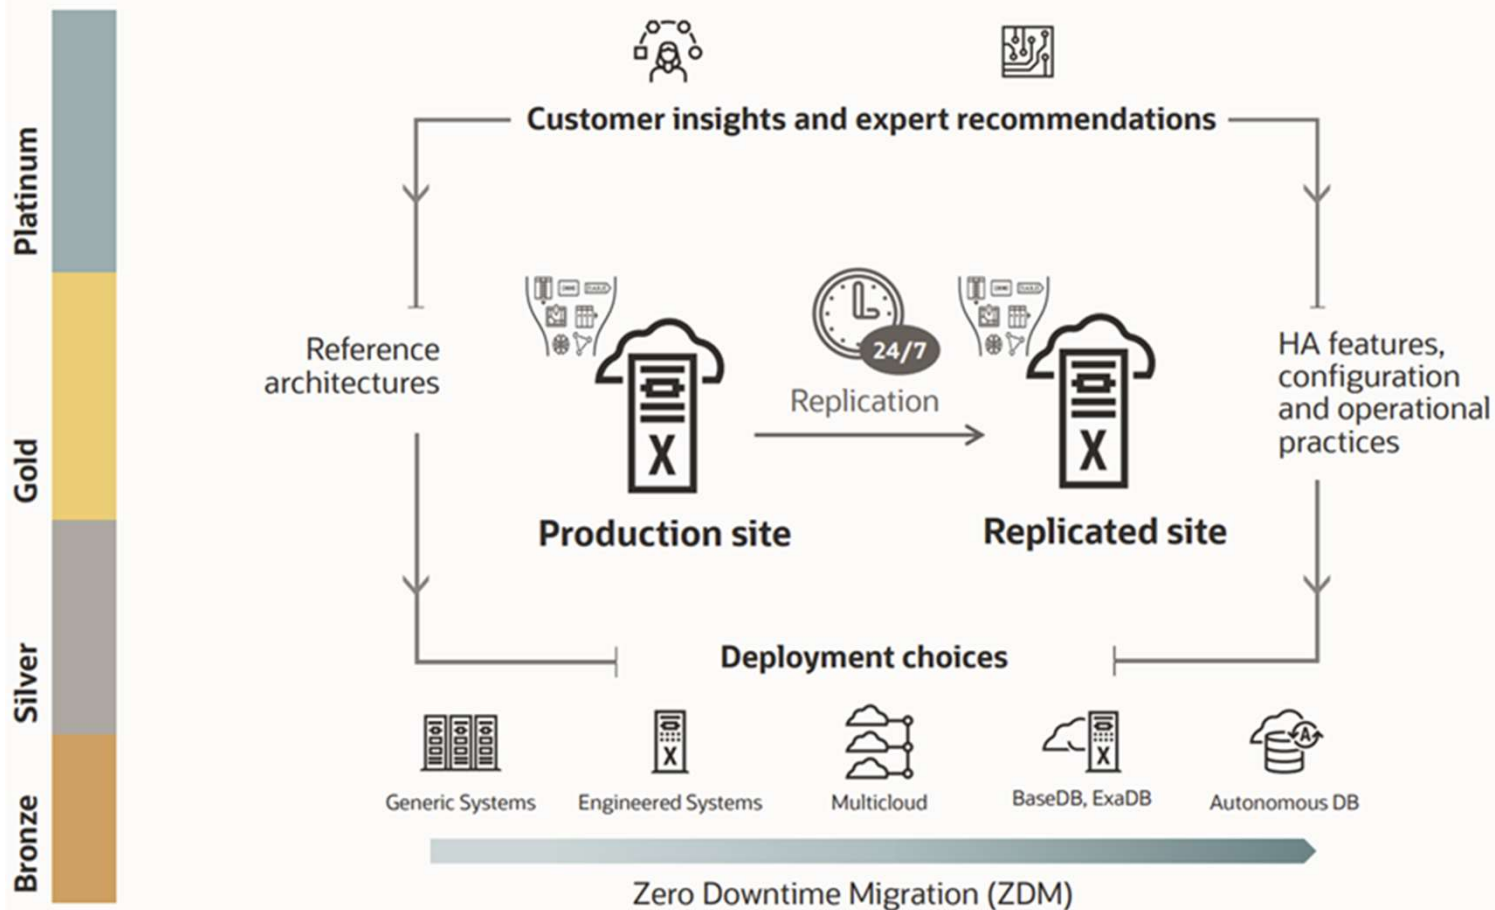 Platinum
Gold
Silver
Bronze
Customer insights and expert recommendations
Reference
architectures
24/7
Replication
X
X
HA features,
configuration
and operational
practices
Production site
Replicated site
Deployment choices
X
X
A
Generic Systems
Engineered Systems
Multicloud
BaseDB, ExaDB
Autonomous DB
Zero Downtime Migration (ZDM)